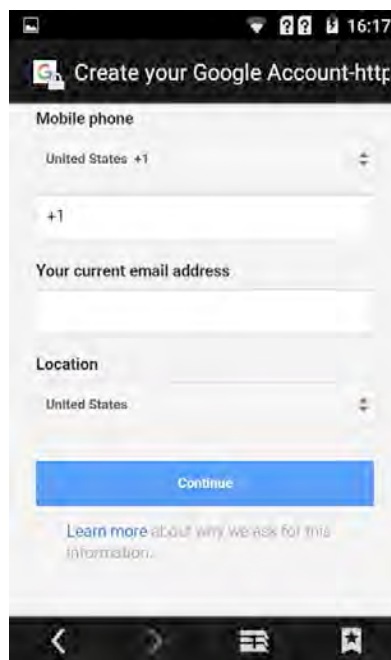 16:17
Create your Google Account-http
Mobile phone
United States +1
+1
Your current email address
Location
United States
Continue
Learn more about why we ask for this
information.